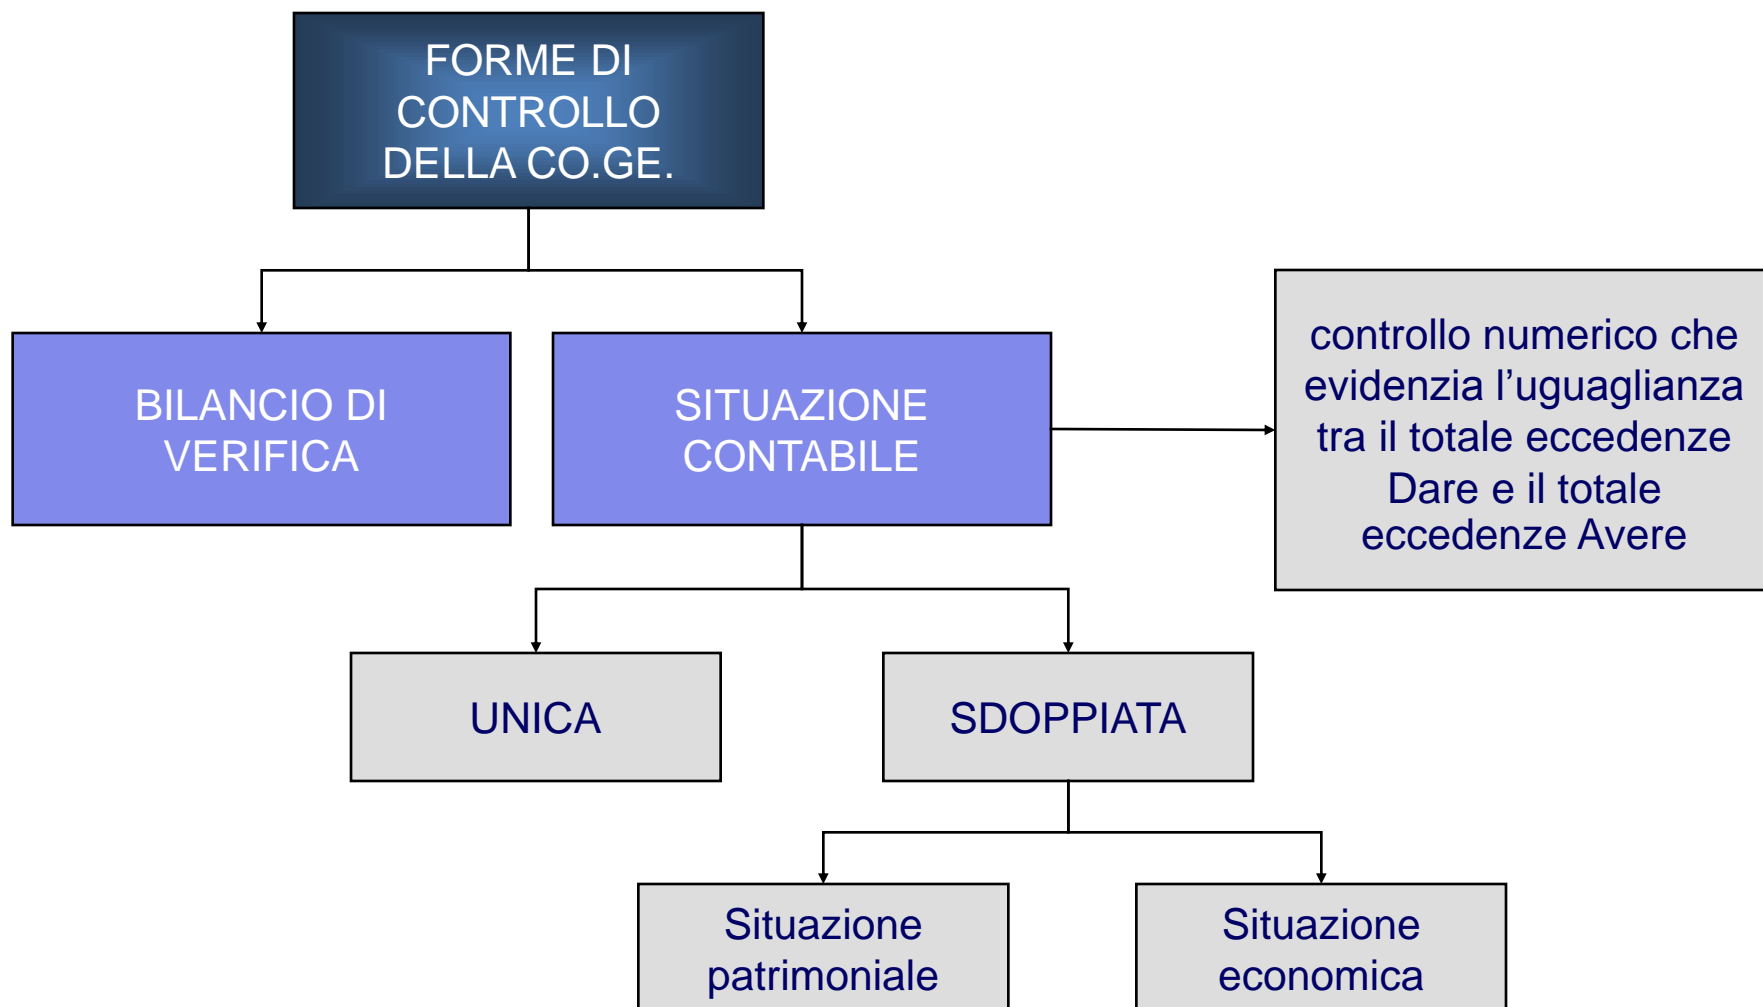 FORME DI
CONTROLLO
DELLA CO.GE.
BILANCIO DI
VERIFICA
SITUAZIONE
CONTABILE
controllo numerico che
evidenzia l’uguaglianza
tra il totale eccedenze
Dare e il totale
eccedenze Avere
UNICA
SDOPPIATA
Situazione
patrimoniale
Situazione
economica